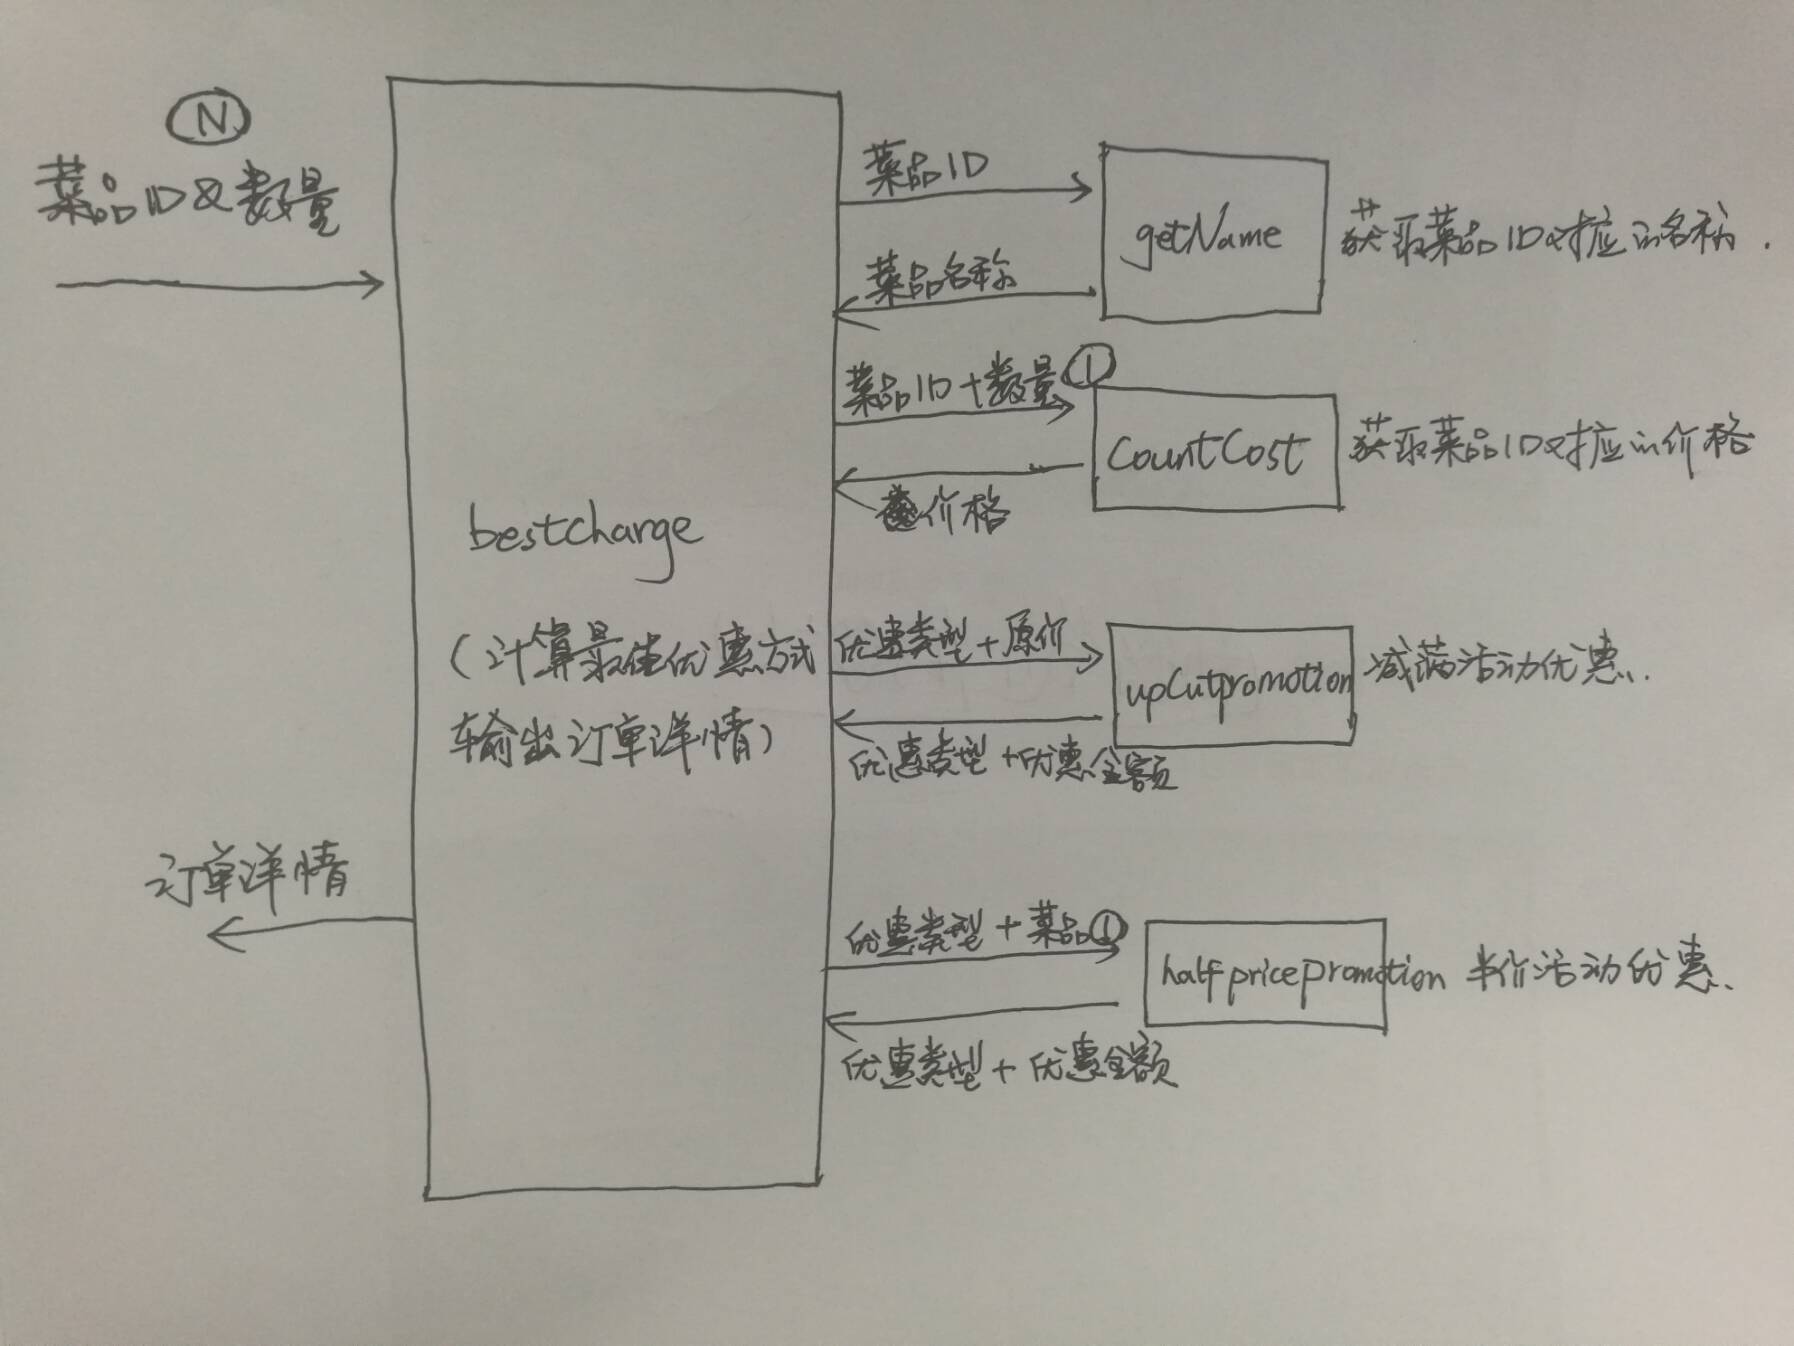 N
菜品ID&数量
菜品ID
getName
获取菜品ID对应的名称.
菜品名称
菜品ID+数量①
CountCost
获取菜品ID对应的价格
价格
bestcharge
(计算最佳优惠方式
输出订单详情)
优惠类型+原价
upCutpromotion
减满活动优惠.
优惠类型+优惠金额
订单详情
优惠类型+菜品①
halfpricepromotion
半价活动优惠.
优惠类型+优惠金额